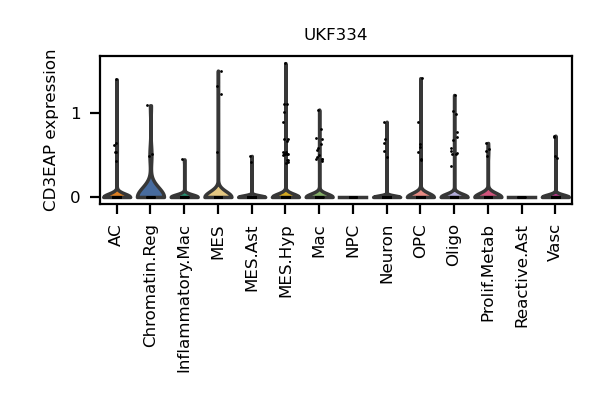 UKF334
CD3EAP expression
1
0
AC
Chromatin.Reg
Inflammatory.Mac
MES
MES.Ast
MES.Hyp
Mac
NPC
Neuron
OPC
Oligo
Prolif.Metab
Reactive.Ast
Vasc